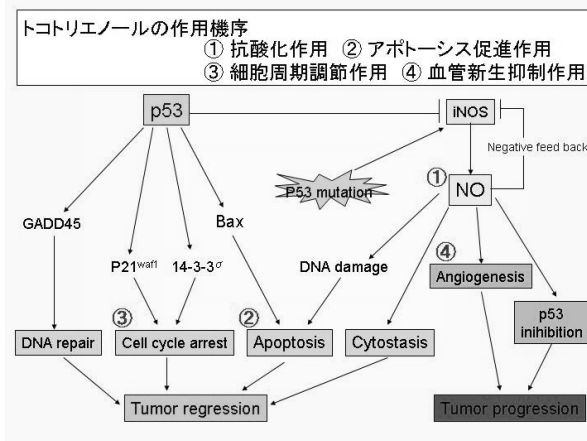 トコトリエノールの作用機序
① 抗酸化作用 ② アポトーシス促進作用
③ 細胞周期調節作用 ④ 血管新生抑制作用
p53
iNOS
Negative feed back
P53 mutation
① NO
GADD45
Bax
P21waf1
14-3-3σ
DNA damage
④
Angiogenesis
③
②
p53
inihibition
DNA repair
Cell cycle arrest
Apoptosis
Cytostasis
Tumor regression
Tumor progression